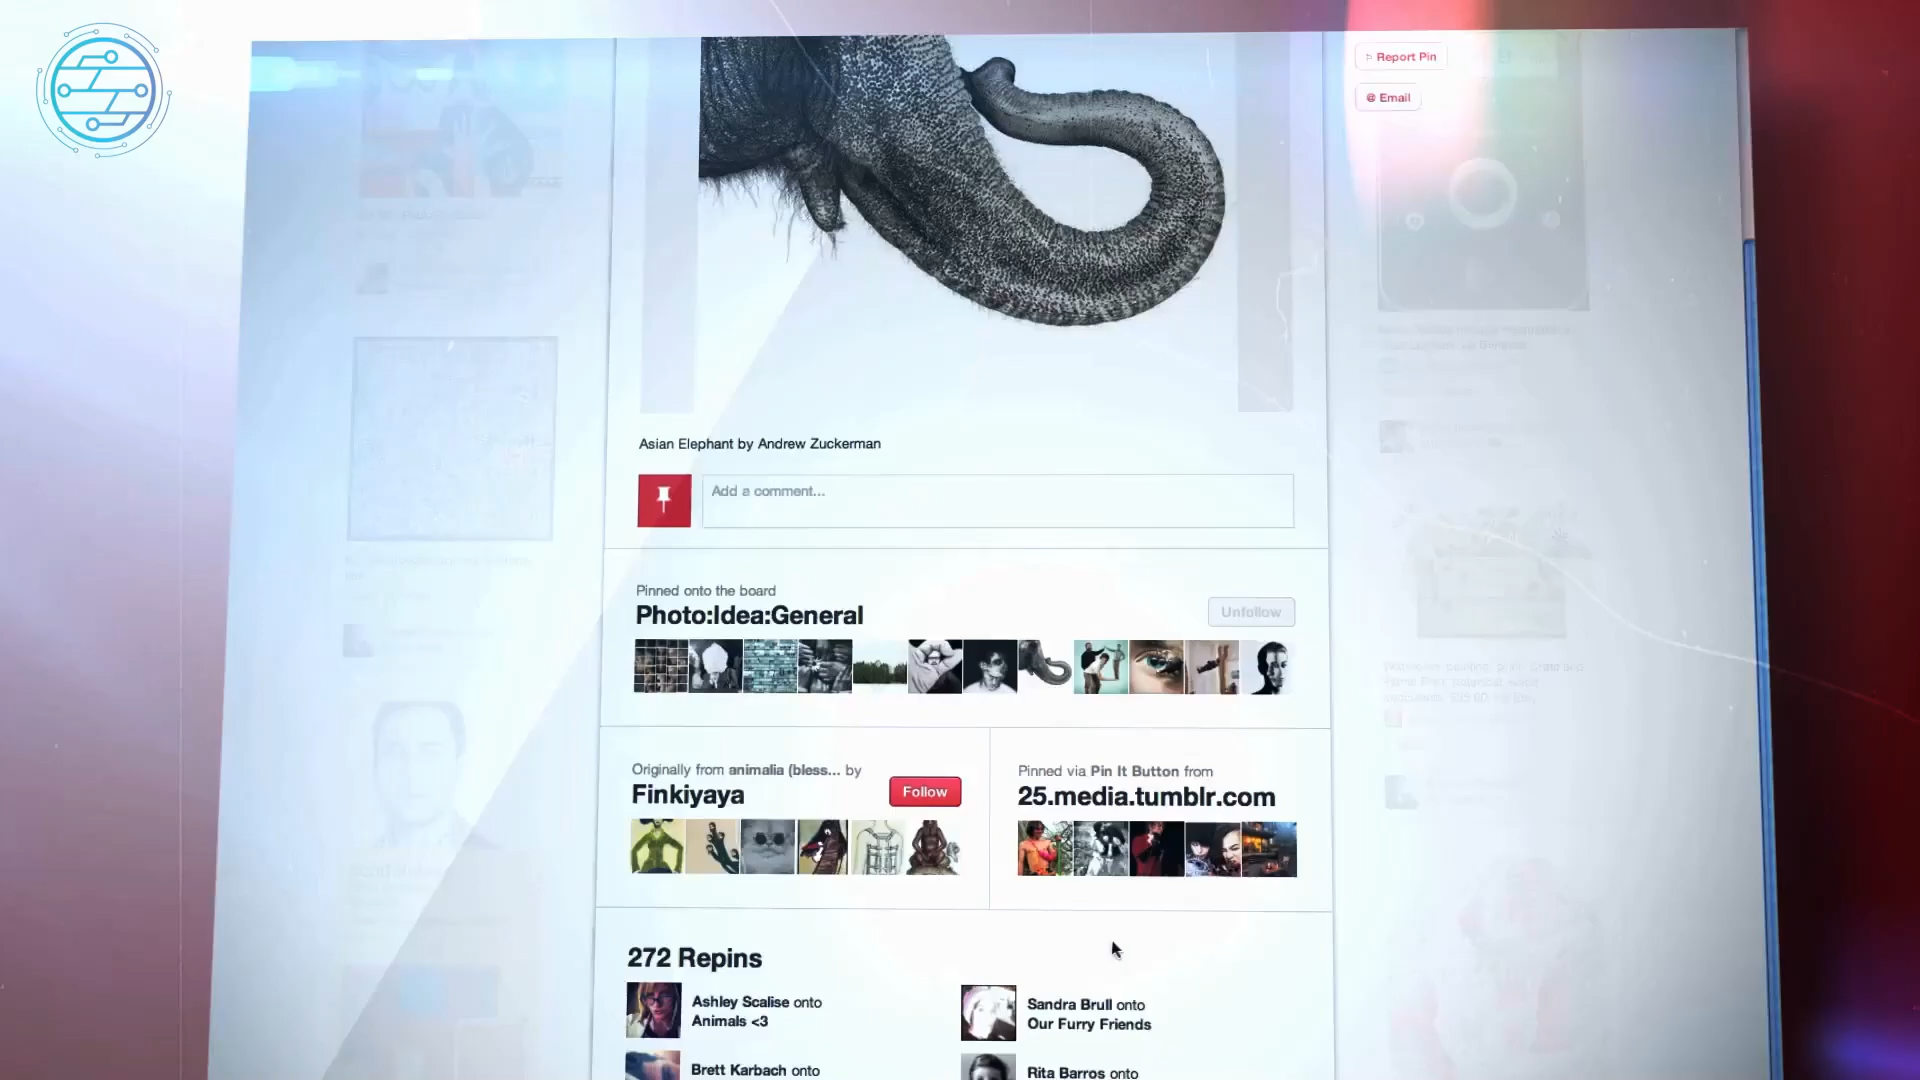 Report Pin
@ Email
Asian Elephant by Andrew Zuckerman
Add a comment...
Pinned onto the board
Photo:Idea:General
Unfollow
Originally from animalia (bless... by
Finkiyaya
Follow
Pinned via Pin It Button from
25.media.tumblr.com
272 Repins
Ashley Scalise onto
Animals <3
Sandra Brull onto
Our Furry Friends
Brett Karbach onto
Rita Barros onto